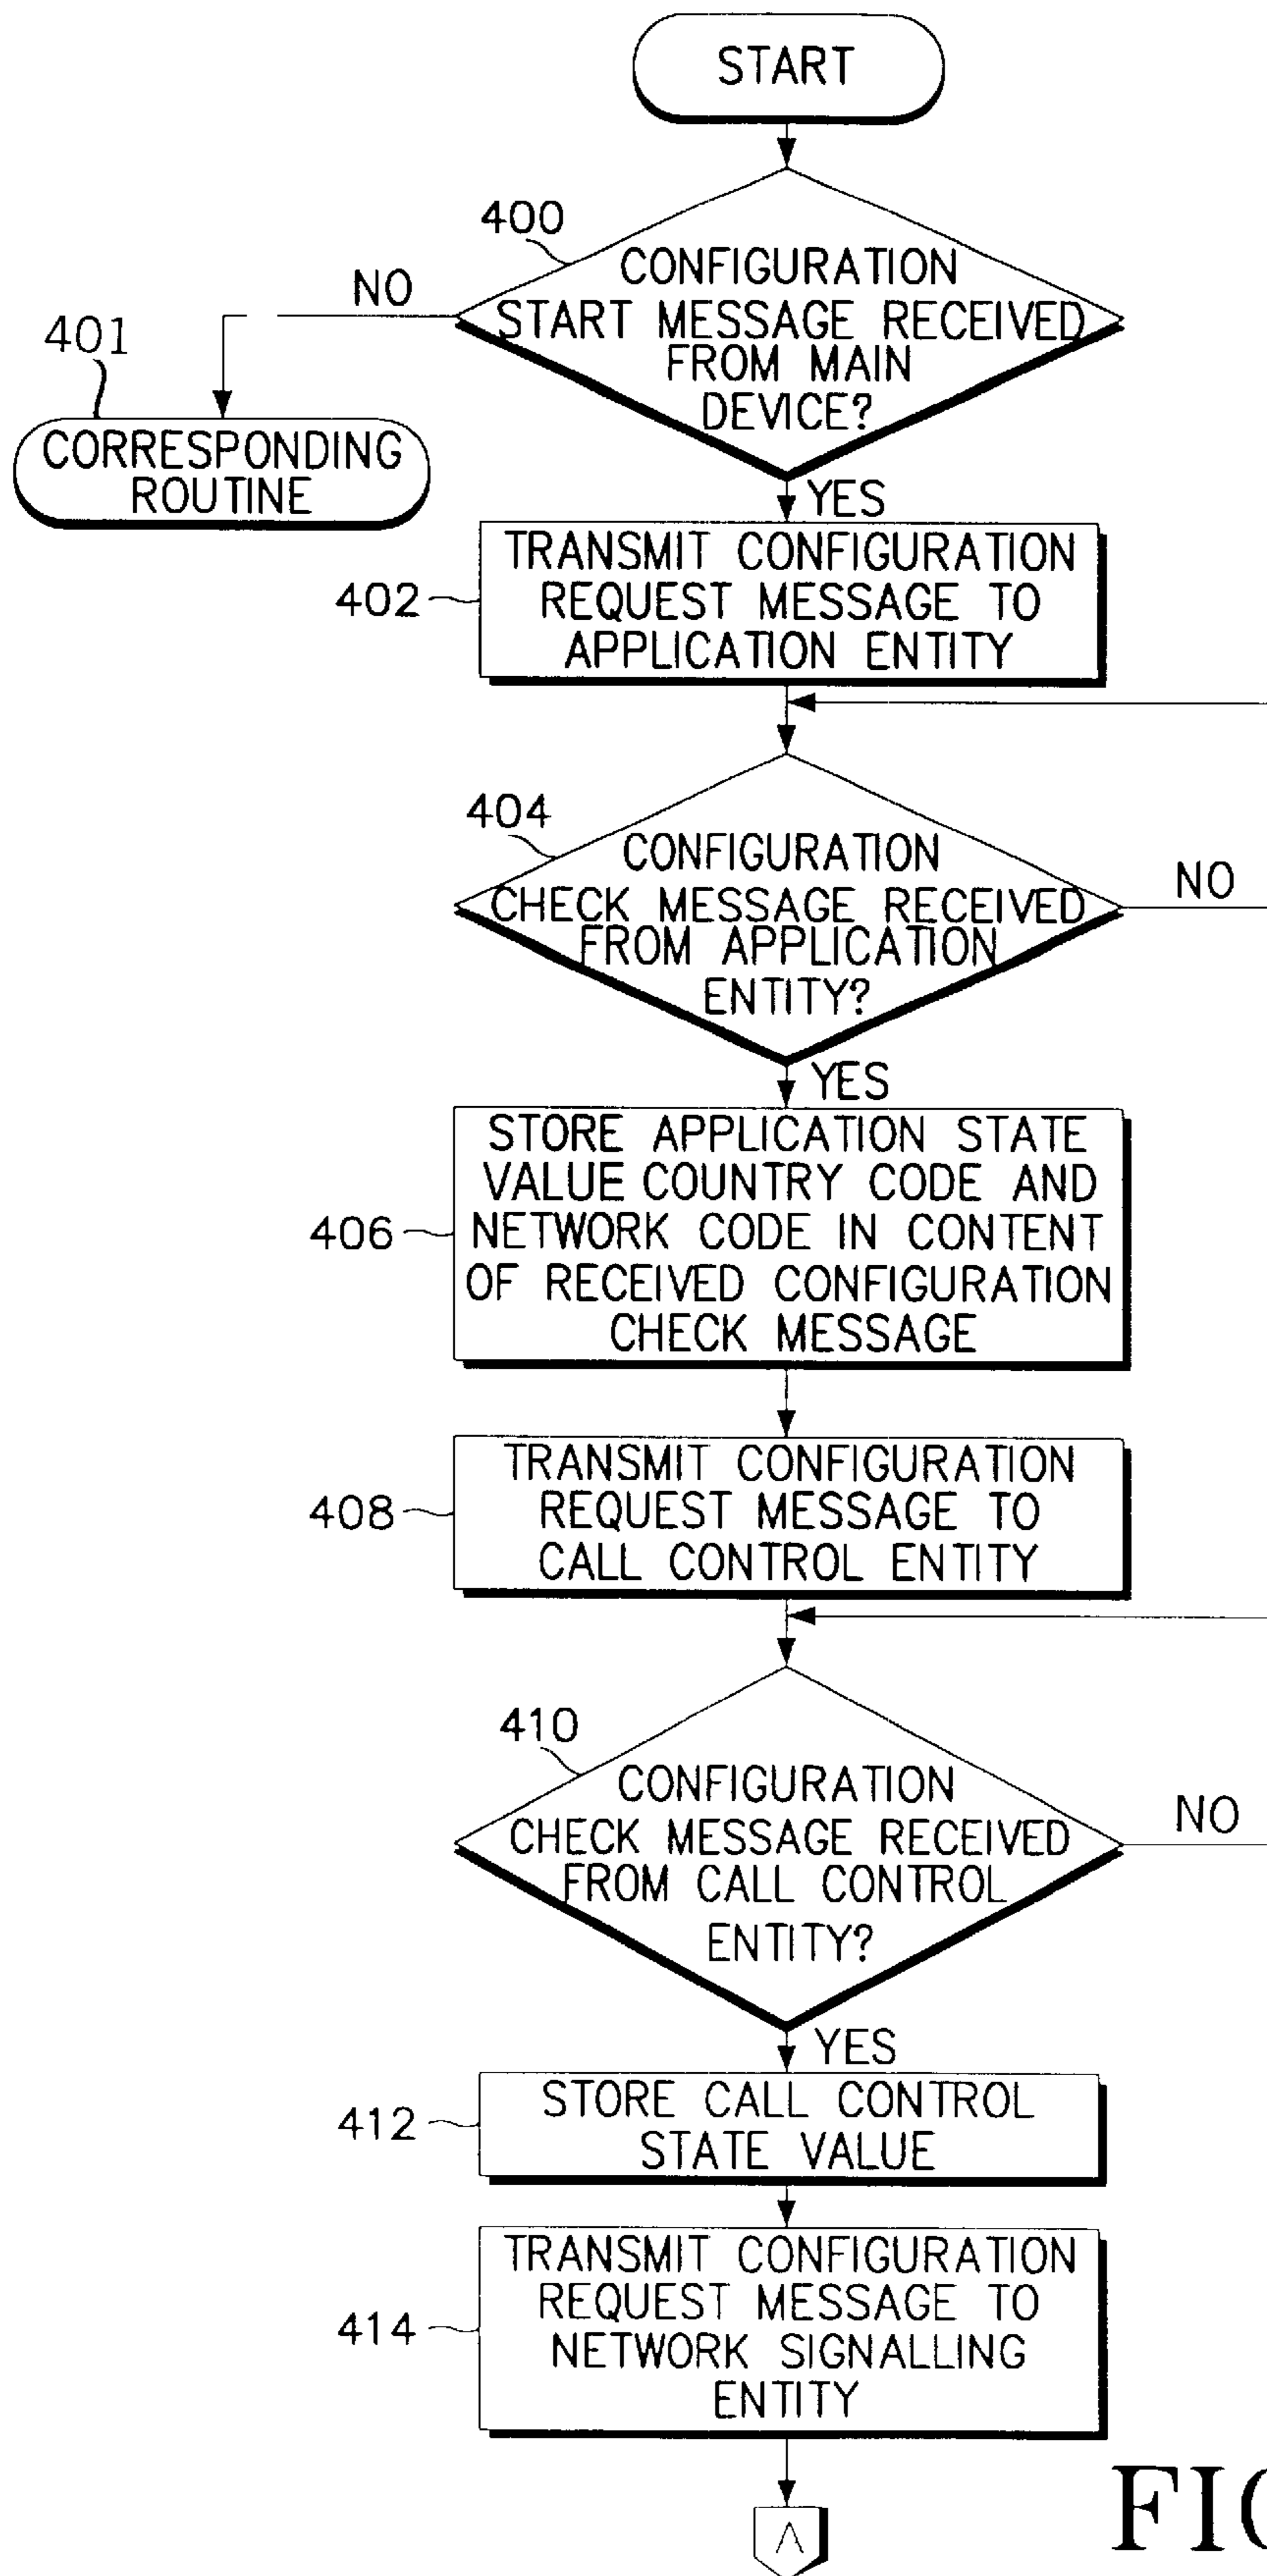 START
400
CONFIGURATION
START MESSAGE RECEIVED
FROM MAIN
DEVICE?
NO
401
CORRESPONDING
ROUTINE
YES
402
TRANSMIT CONFIGURATION
REQUEST MESSAGE TO
APPLICATION ENTITY
404
CONFIGURATION
CHECK MESSAGE RECEIVED
FROM APPLICATION
ENTITY?
NO
YES
406
STORE APPLICATION STATE
VALUE COUNTRY CODE AND
NETWORK CODE IN CONTENT
OF RECEIVED CONFIGURATION
CHECK MESSAGE
408
TRANSMIT CONFIGURATION
REQUEST MESSAGE TO
CALL CONTROL ENTITY
410
CONFIGURATION
CHECK MESSAGE RECEIVED
FROM CALL CONTROL
ENTITY?
NO
YES
412
STORE CALL CONTROL
STATE VALUE
414
TRANSMIT CONFIGURATION
REQUEST MESSAGE TO
NETWORK SIGNALLING
ENTITY
A